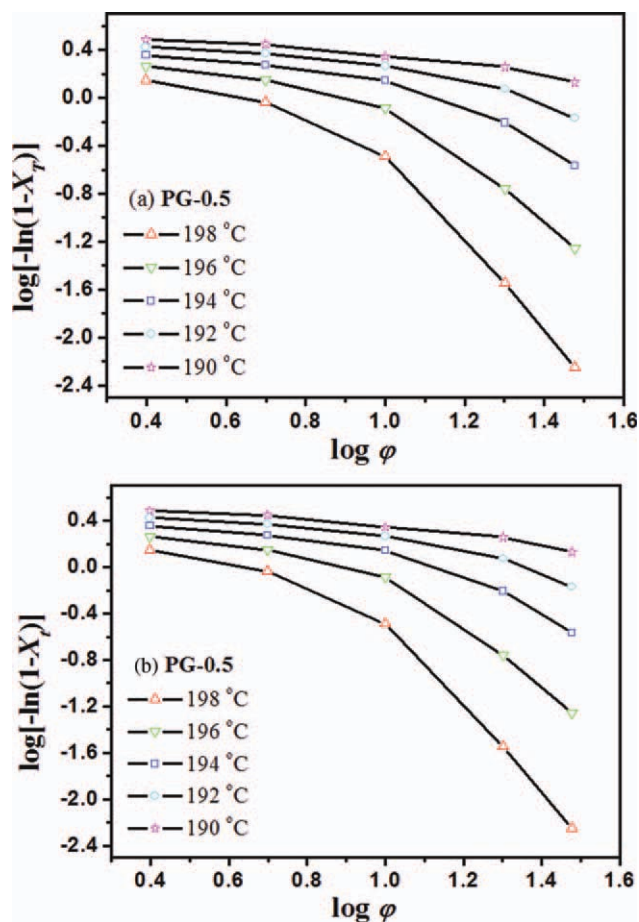 log[-ln(1-X_T)]
0.4
0.0
-0.4
-0.8
-1.2
-1.6
-2.0
-2.4
(a) PG-0.5
198 °C
196 °C
194 °C
192 °C
190 °C
0.4 0.6 0.8 1.0 1.2 1.4 1.6
log φ
log[-ln(1-X_t)]
0.4
0.0
-0.4
-0.8
-1.2
-1.6
-2.0
-2.4
(b) PG-0.5
198 °C
196 °C
194 °C
192 °C
190 °C
0.4 0.6 0.8 1.0 1.2 1.4 1.6
log φ